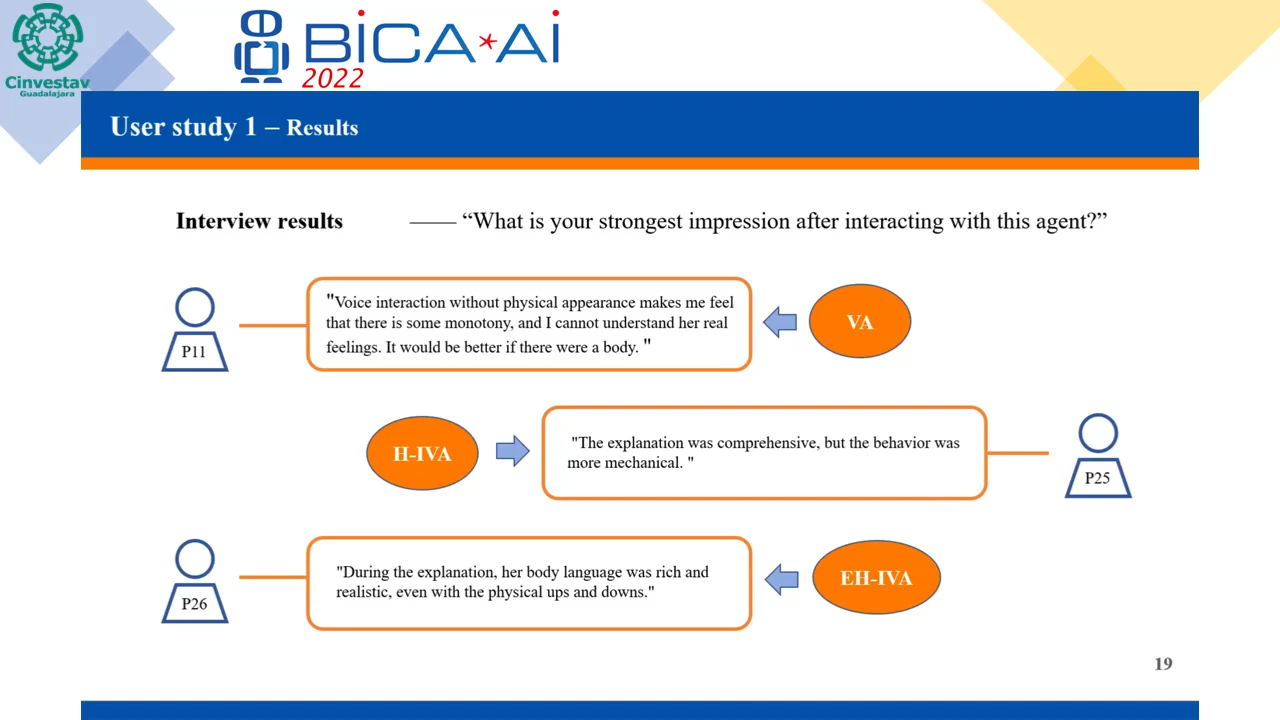 Cinvestav
Guadalajara
BiCA*Ai
2022
User study 1 – Results
Interview results —— “What is your strongest impression after interacting with this agent?”
"Voice interaction without physical appearance makes me feel
that there is some monotony, and I cannot understand her real
feelings. It would be better if there were a body. "
VA
P11
H-IVA
"The explanation was comprehensive, but the behavior was
more mechanical. "
P25
"During the explanation, her body language was rich and
realistic, even with the physical ups and downs."
EH-IVA
P26
19